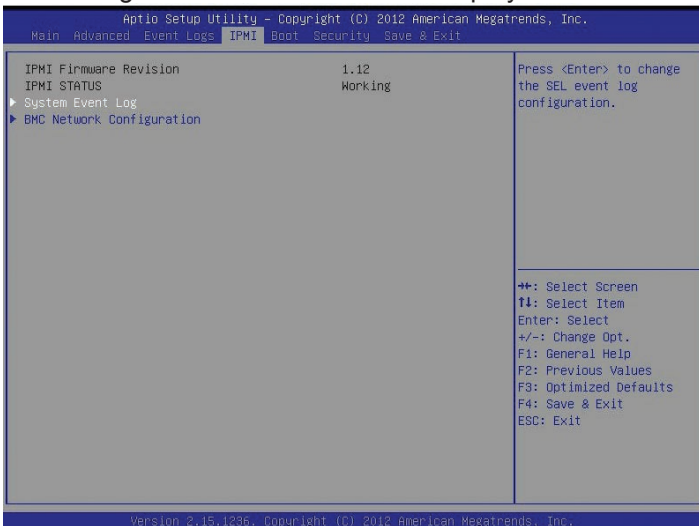 Aptio Setup Utility – Copyright (C) 2012 American Megatrends, Inc.
Main Advanced Event Logs IPMI Boot Security Save & Exit
IPMI Firmware Revision 1.12
IPMI STATUS Working
System Event Log
BMC Network Configuration
Press <Enter> to change
the SEL event log
configuration.
→←: Select Screen
↑↓: Select Item
Enter: Select
+/-: Change Opt.
F1: General Help
F2: Previous Values
F3: Optimized Defaults
F4: Save & Exit
ESC: Exit
Version 2.15.1236. Copyright (C) 2012 American Megatrends, Inc.